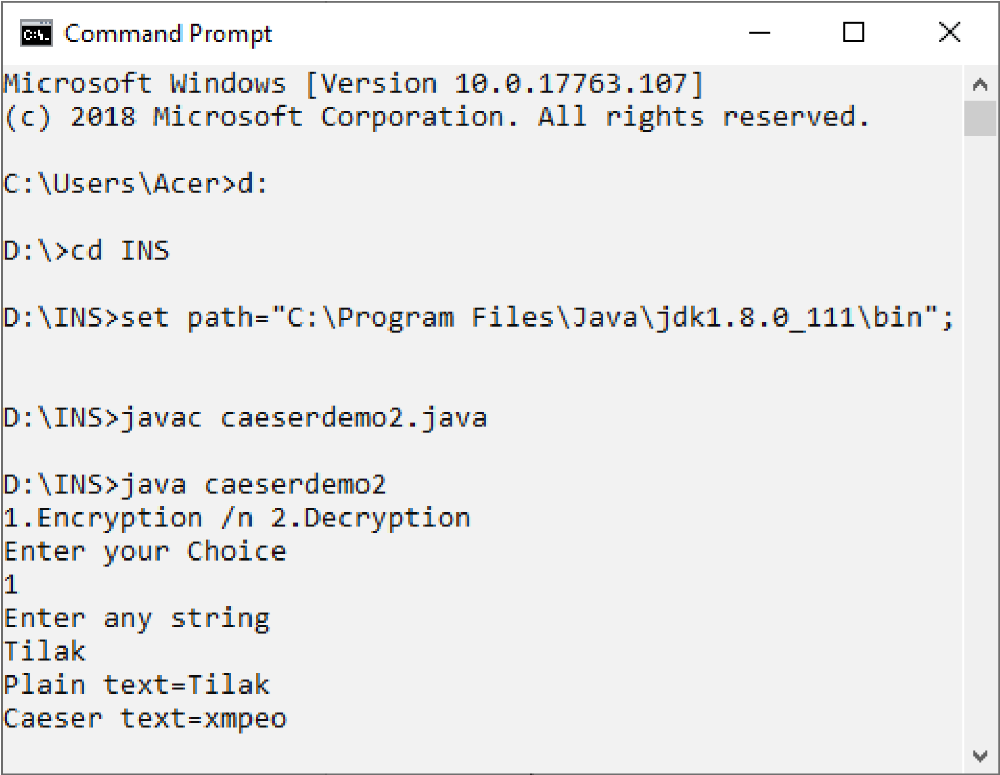 Command Prompt
Microsoft Windows [Version 10.0.17763.107]
(c) 2018 Microsoft Corporation. All rights reserved.
C:\Users\Acer>d:
D:\>cd INS
D:\INS>set path="C:\Program Files\Java\jdk1.8.0_111\bin";
D:\INS>javac caeserdemo2.java
D:\INS>java caeserdemo2
1.Encryption /n 2.Decryption
Enter your Choice
1
Enter any string
Tilak
Plain text=Tilak
Caeser text=xmpeo